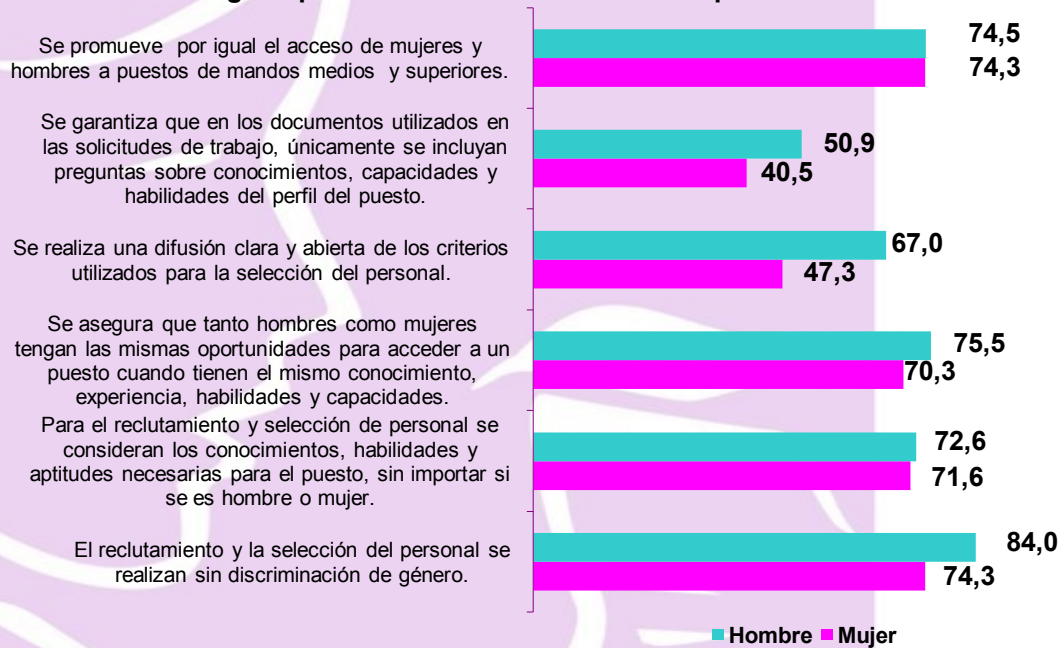 Se promueve por igual el acceso de mujeres y
hombres a puestos de mandos medios y superiores.
74,5
74,3
Se garantiza que en los documentos utilizados en
las solicitudes de trabajo, únicamente se incluyan
preguntas sobre conocimientos, capacidades y
habilidades del perfil del puesto.
50,9
40,5
Se realiza una difusión clara y abierta de los criterios
utilizados para la selección del personal.
67,0
47,3
Se asegura que tanto hombres como mujeres
tengan las mismas oportunidades para acceder a un
puesto cuando tienen el mismo conocimiento,
experiencia, habilidades y capacidades.
75,5
70,3
Para el reclutamiento y selección de personal se
consideran los conocimientos, habilidades y
aptitudes necesarias para el puesto, sin importar si
se es hombre o mujer.
72,6
71,6
El reclutamiento y la selección del personal se
realizan sin discriminación de género.
84,0
74,3
Hombre Mujer